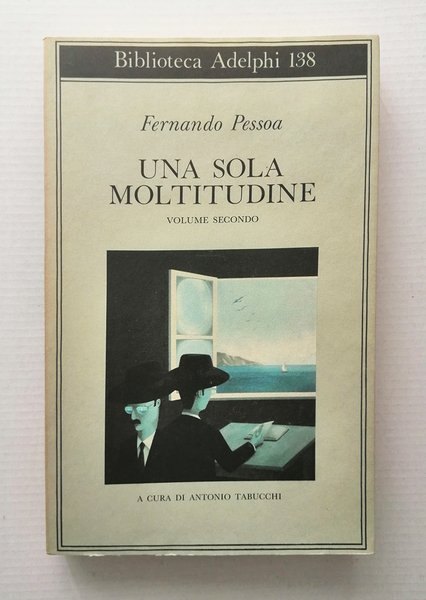 Biblioteca Adelphi 138
Fernando Pessoa
UNA SOLA
MOLTITUDINE
VOLUME SECONDO
A CURA DI ANTONIO TABUCCHI